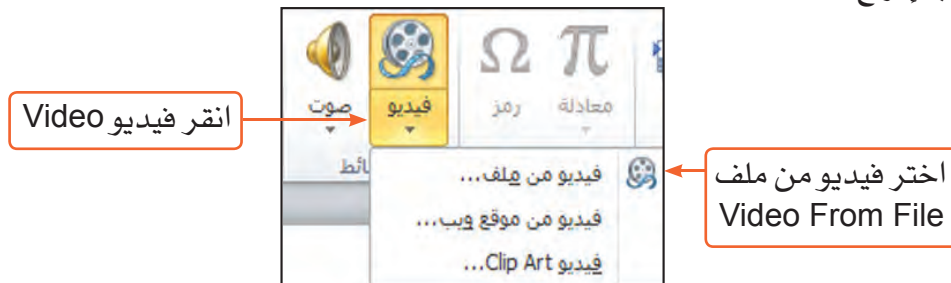 معادلة
رمز
فيديو
صوت
انقر فيديو Video
فيديو من ملف...
اختر فيديو من ملف
Video From File
فيديو من موقع ويب...
فيديو Clip Art...